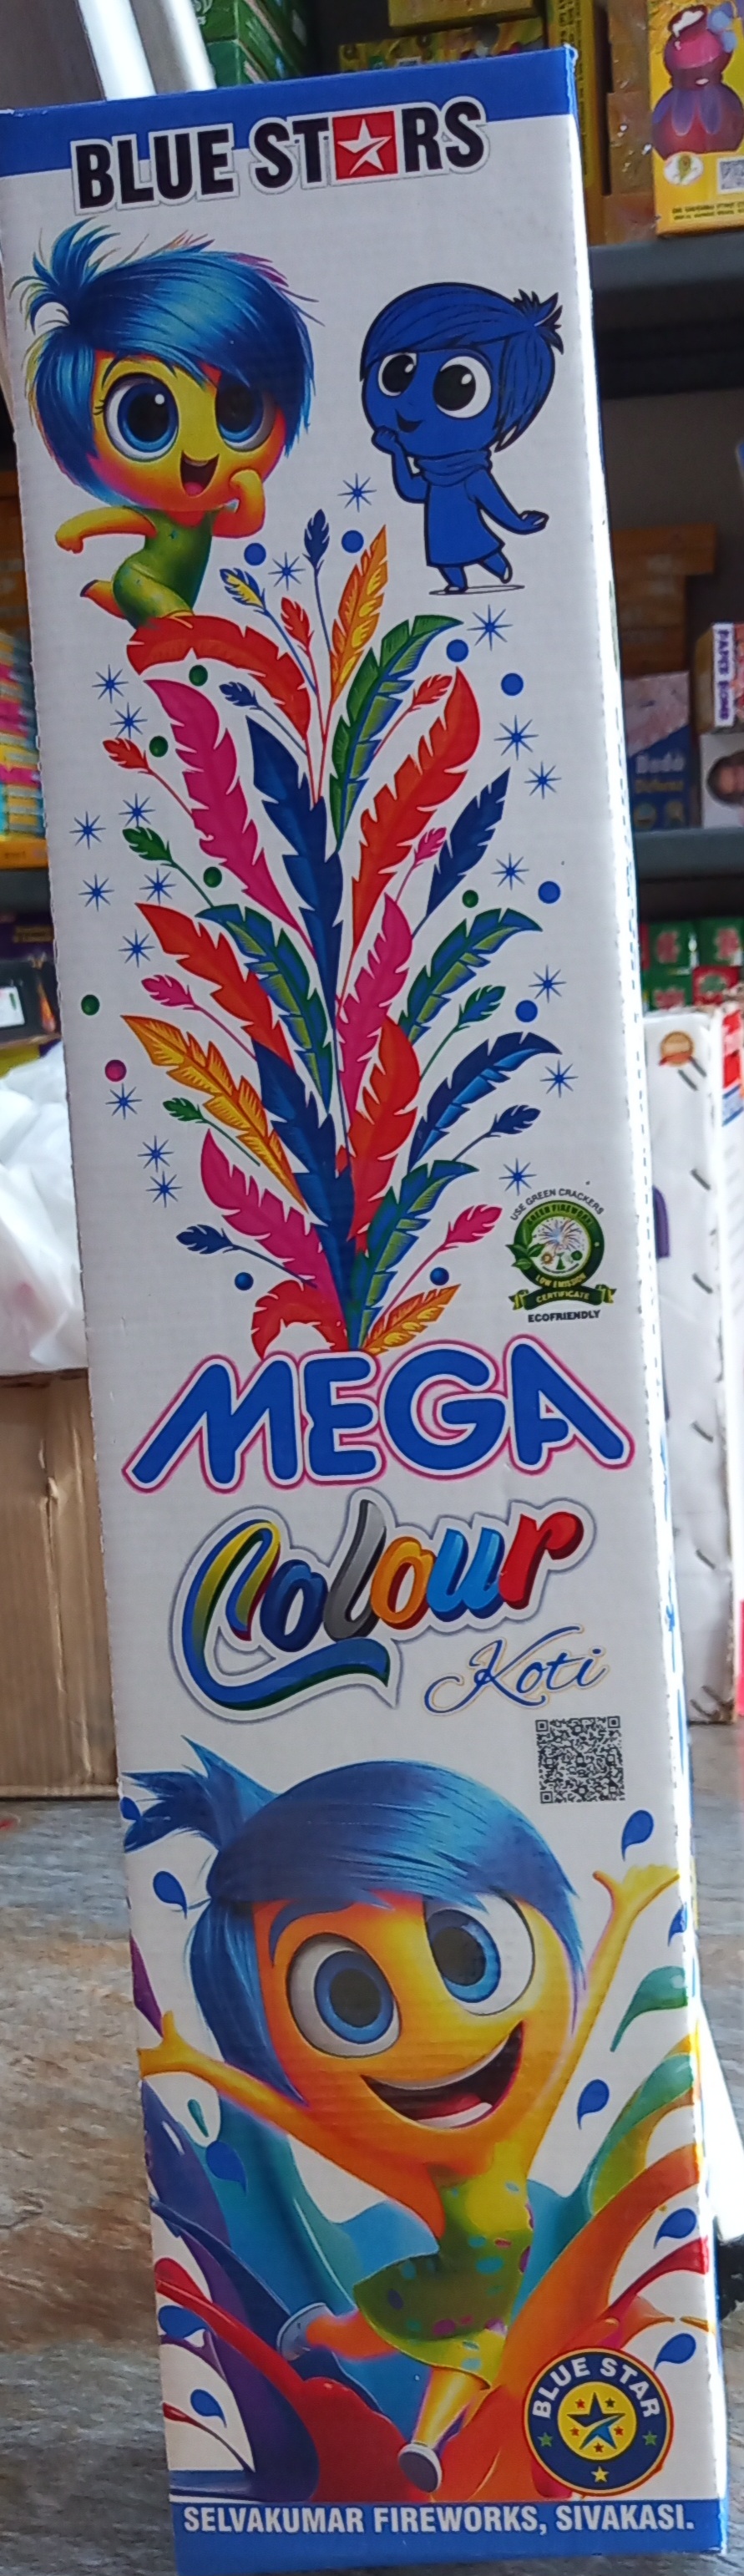 BLUE STARS
USE GREEN CRACKERS
GREEN FIREWORKS
LOW EMISSION
CERTIFICATE
ECOFRIENDLY
MEGA
Colour
Koti
BLUE STAR
SELVAKUMAR FIREWORKS, SIVAKASI.